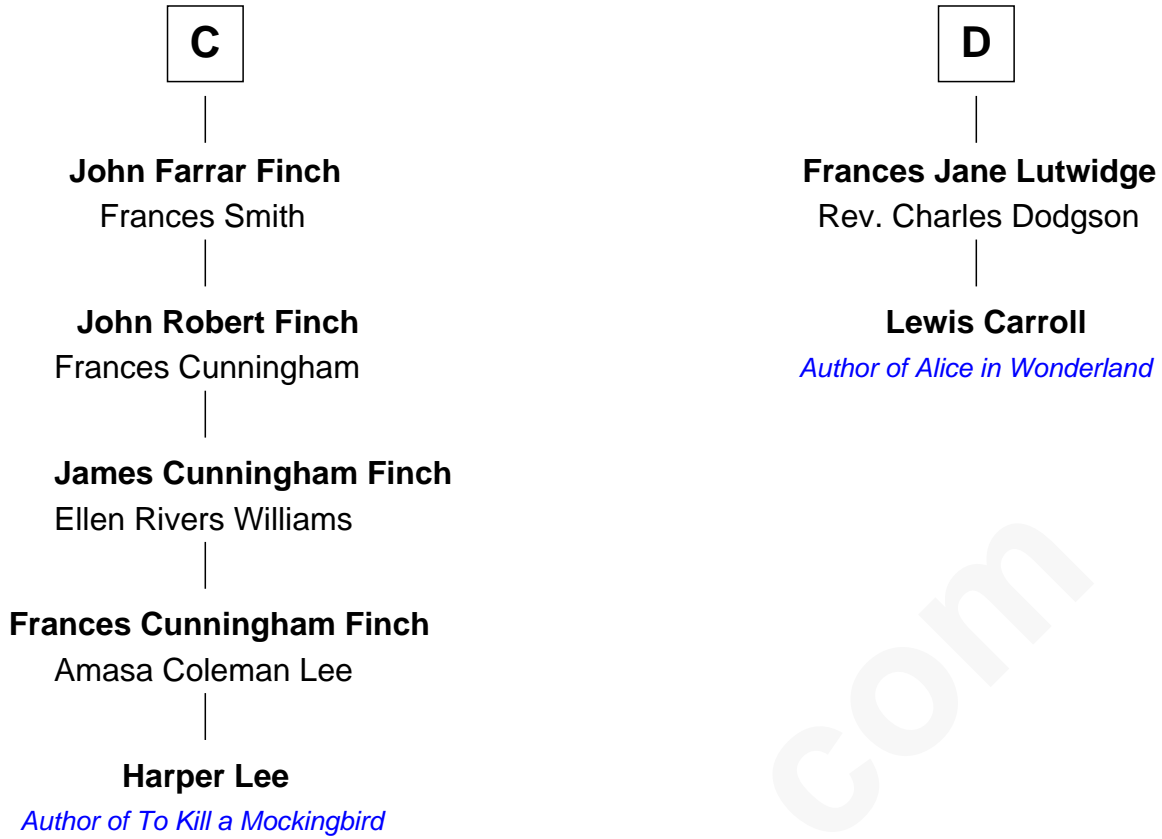 C
John Farrar Finch
Frances Smith
John Robert Finch
Frances Cunningham
James Cunningham Finch
Ellen Rivers Williams
Frances Cunningham Finch
Amasa Coleman Lee
Harper Lee
Author of To Kill a Mockingbird
D
Frances Jane Lutwidge
Rev. Charles Dodgson
Lewis Carroll
Author of Alice in Wonderland
com